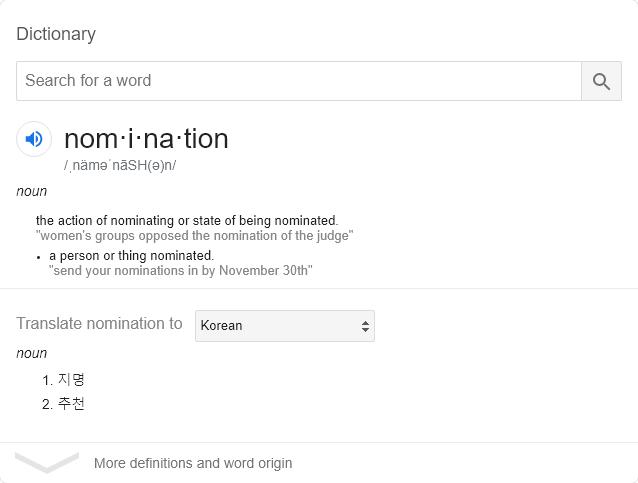 Dictionary
Search for a word
nom·i·na·tion
/ˌnäməˈnāSH(ə)n/
noun
the action of nominating or state of being nominated.
"women's groups opposed the nomination of the judge"
• a person or thing nominated.
"send your nominations in by November 30th"
Translate nomination to Korean
noun
1. 지명
2. 추천
More definitions and word origin